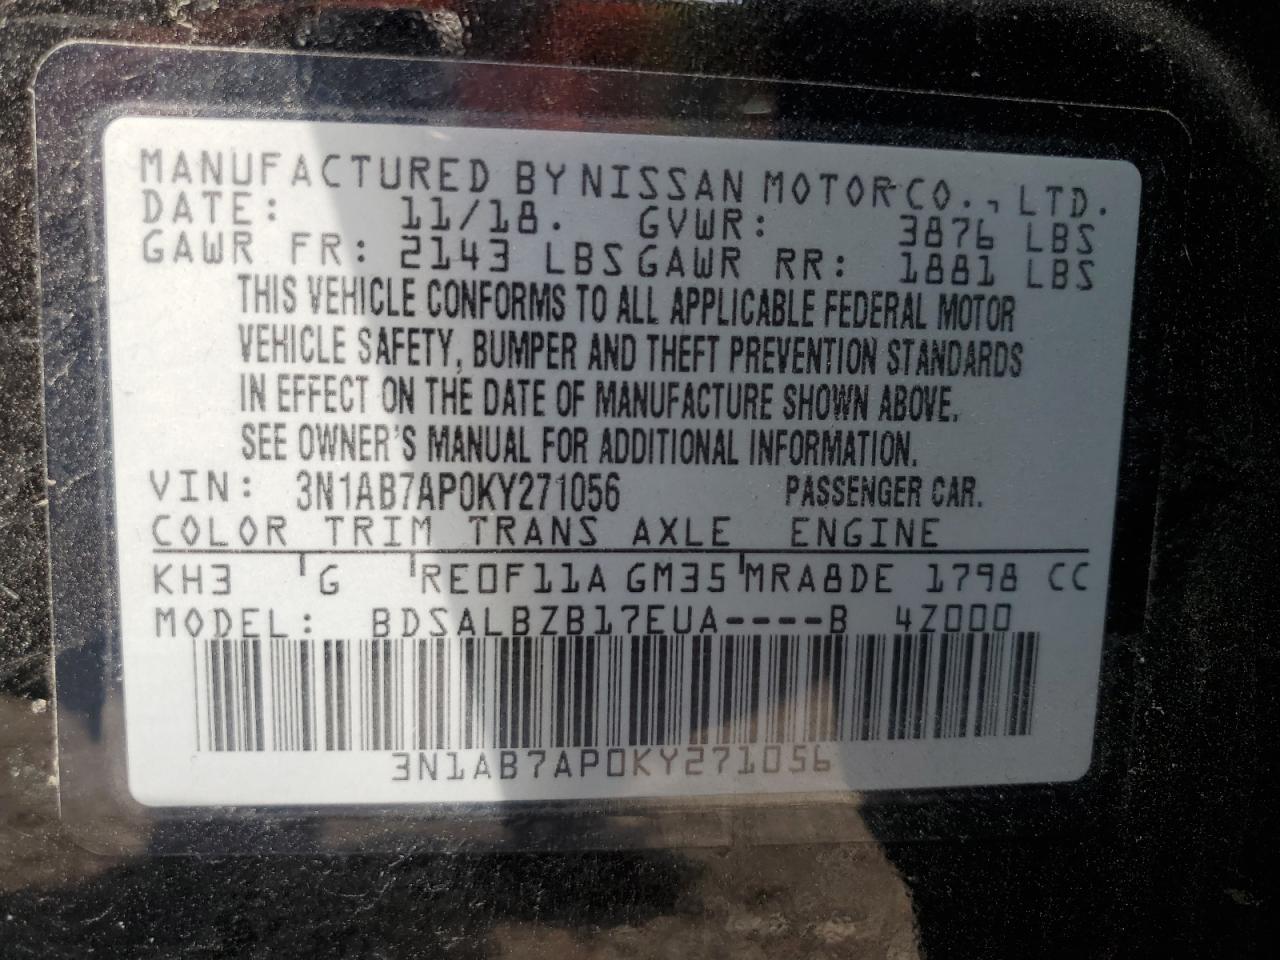 MANUFACTURED BY NISSAN MOTOR CO., LTD.
DATE: 11/18. GVWR: 3876 LBS
GAWR FR: 2143 LBS GAWR RR: 1881 LBS
THIS VEHICLE CONFORMS TO ALL APPLICABLE FEDERAL MOTOR
VEHICLE SAFETY, BUMPER AND THEFT PREVENTION STANDARDS
IN EFFECT ON THE DATE OF MANUFACTURE SHOWN ABOVE.
SEE OWNER'S MANUAL FOR ADDITIONAL INFORMATION.
VIN: 3N1AB7AP0KY271056 PASSENGER CAR.
COLOR TRIM TRANS AXLE ENGINE
KH3 G RE0F11A GM35 MRA8DE 1798 CC
MODEL: BDSALBZB17EUA----B 4Z000
3N1AB7AP0KY271056